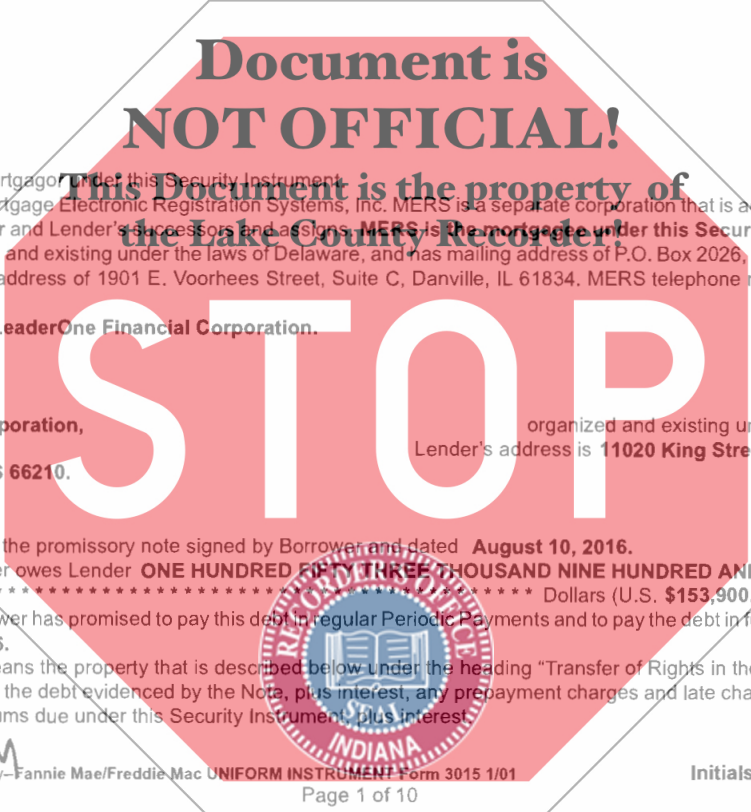 Document is
NOT OFFICIAL!
This Document is the property of
the Lake County Recorder!
rtgagor under this Security Instrument.
rtgage Electronic Registration Systems, Inc. MERS is a separate corporation that is a
r and Lender's successors and assigns. MERS is the mortgagee under this Secur
and existing under the laws of Delaware, and has mailing address of P.O. Box 2026,
address of 1901 E. Voorhees Street, Suite C, Danville, IL 61834. MERS telephone
LeaderOne Financial Corporation.
STOP
poration,
organized and existing u
Lender's address is 11020 King Stre
66210.
the promissory note signed by Borrower and dated August 10, 2016.
er owes Lender ONE HUNDRED FIFTY THREE THOUSAND NINE HUNDRED AN
* * * * * * * * * * * * * * * * * * * * * * * * * * * * * * * * * * * * * * * * * * Dollars (U.S. $153,900.
wer has promised to pay this debt in regular Periodic Payments and to pay the debt in f
6.
eans the property that is described below under the heading "Transfer of Rights in the
the debt evidenced by the Note, plus interest, any prepayment charges and late cha
ums due under this Security Instrument, plus interest.
RECORDER'S OFFICE
SEAL
INDIANA
y–Fannie Mae/Freddie Mac UNIFORM INSTRUMENT Form 3015 1/01
Initials
Page 1 of 10